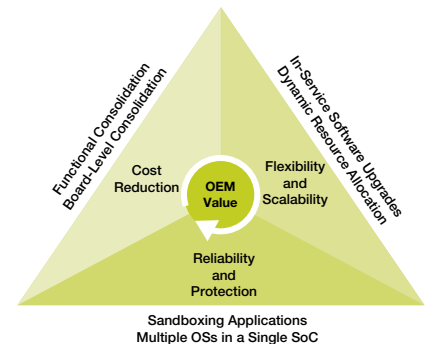 Functional Consolidation
Board-Level Consolidation
In-Service Software Upgrades
Dynamic Resource Allocation
Cost
Reduction
OEM
Value
Flexibility
and
Scalability
Reliability
and
Protection
Sandboxing Applications
Multiple OSs in a Single SoC